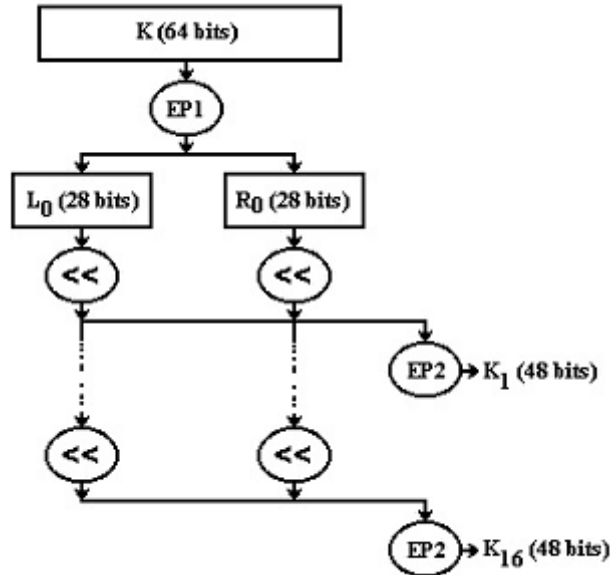 K (64 bits)
EP1
L0 (28 bits) R0 (28 bits)
<< <<
EP2 K1 (48 bits)
<< <<
EP2 K16 (48 bits)